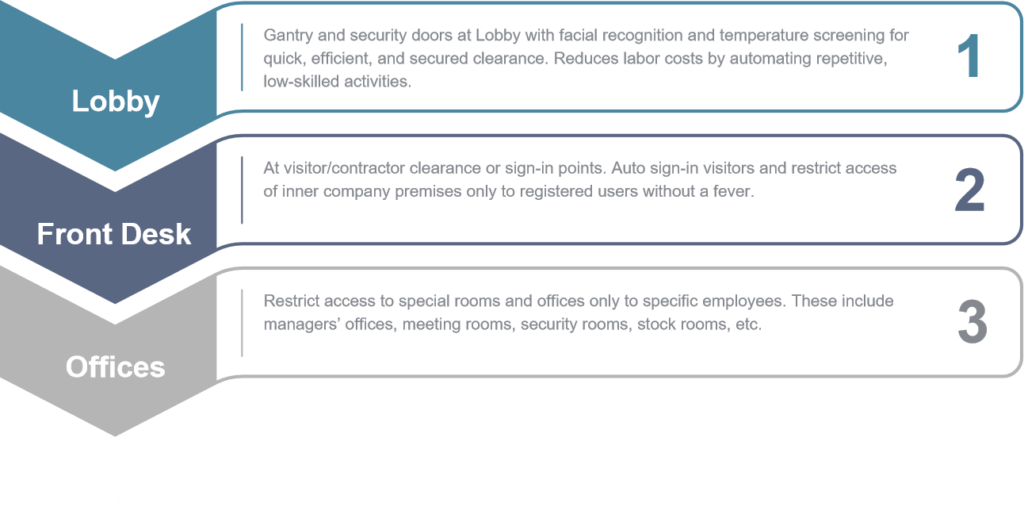 Lobby
Gantry and security doors at Lobby with facial recognition and temperature screening for
quick, efficient, and secured clearance. Reduces labor costs by automating repetitive,
low-skilled activities.
1
Front Desk
At visitor/contractor clearance or sign-in points. Auto sign-in visitors and restrict access
of inner company premises only to registered users without a fever.
2
Offices
Restrict access to special rooms and offices only to specific employees. These include
managers’ offices, meeting rooms, security rooms, stock rooms, etc.
3